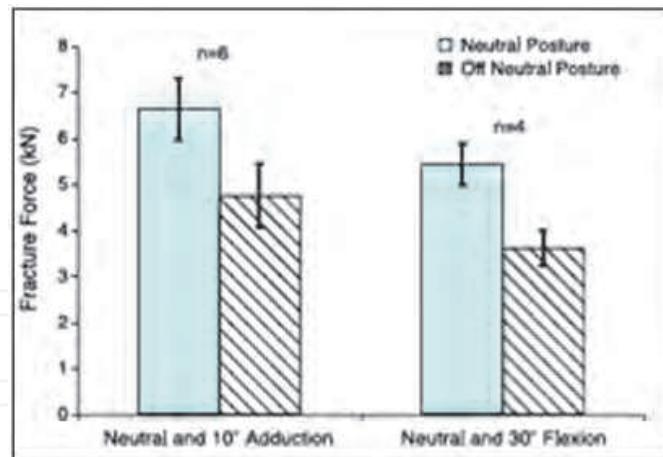 Fracture Force (kN)
8
7
6
5
4
3
2
1
0
n=6
n=4
Neutral Posture
Off Neutral Posture
Neutral and 10° Adduction
Neutral and 30° Flexion